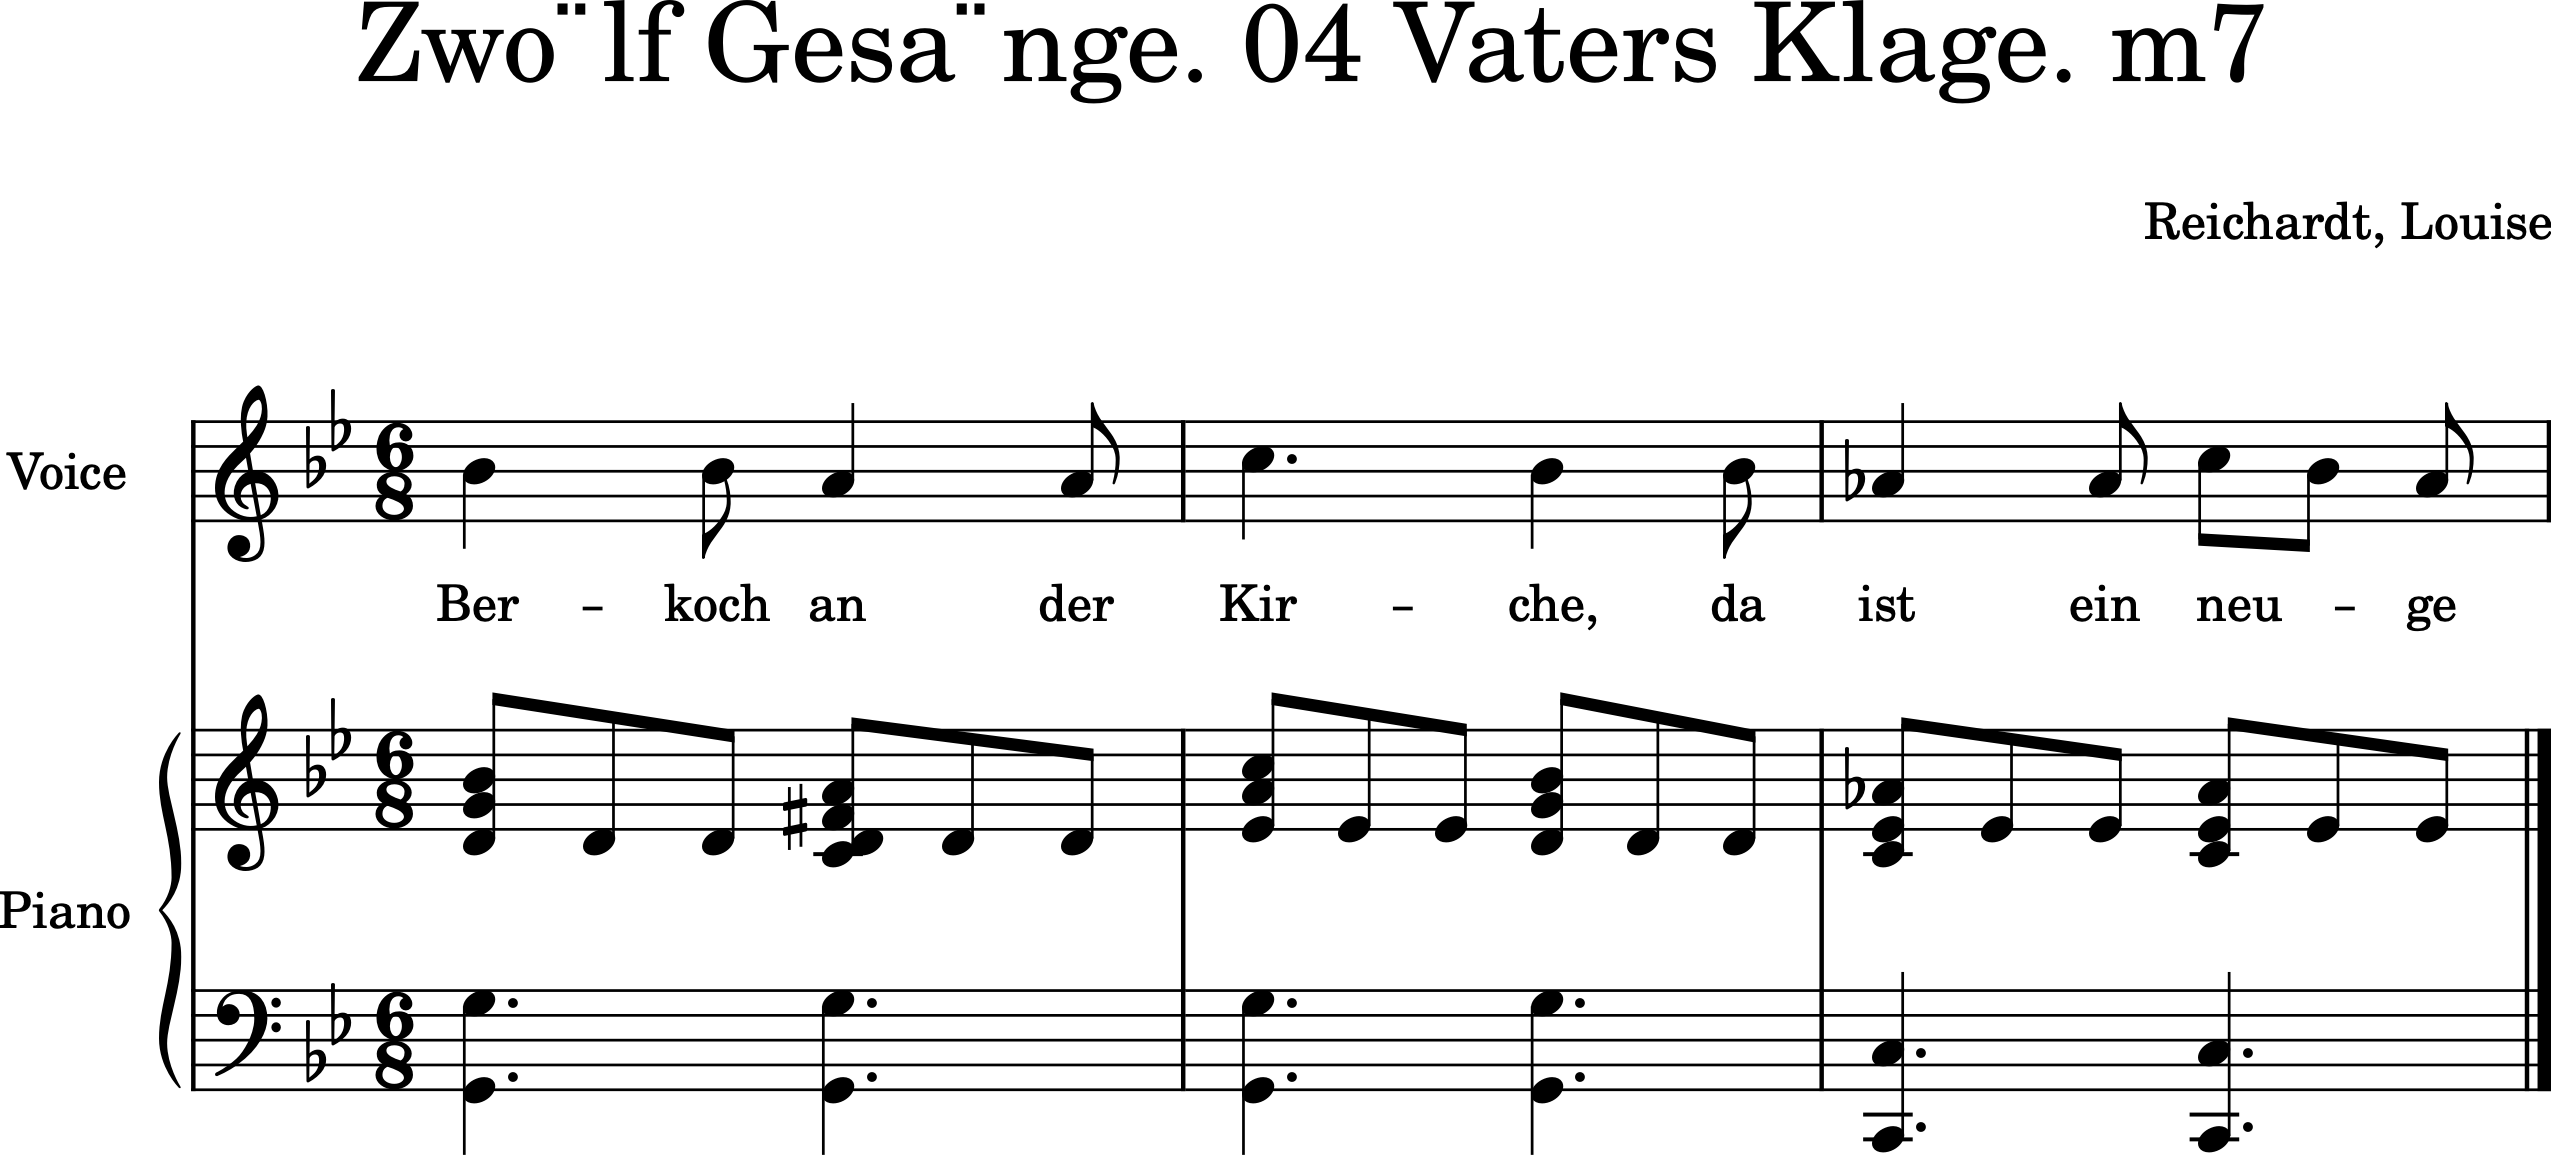 Zwo¨lf Gesa¨nge. 04 Vaters Klage. m7
Reichardt, Louise
Voice
Ber – koch an der Kir – che, da ist ein neu – ge
Piano